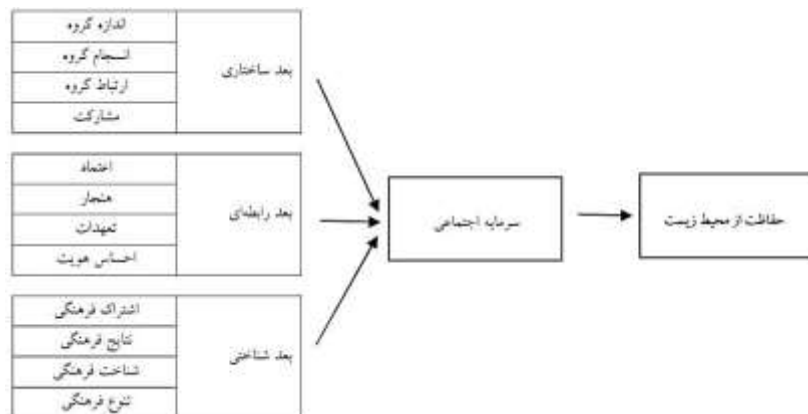 بعد ساختاری
اندازه گروه
انسجام گروه
ارتباط گروه
مشارکت
بعد رابطه‌ای
اعتماد
هنجار
تعهدات
احساس هویت
بعد شناختی
اشتراک فرهنگی
نتایج فرهنگی
شناخت فرهنگی
تنوع فرهنگی
سرمایه اجتماعی
حفاظت از محیط زیست